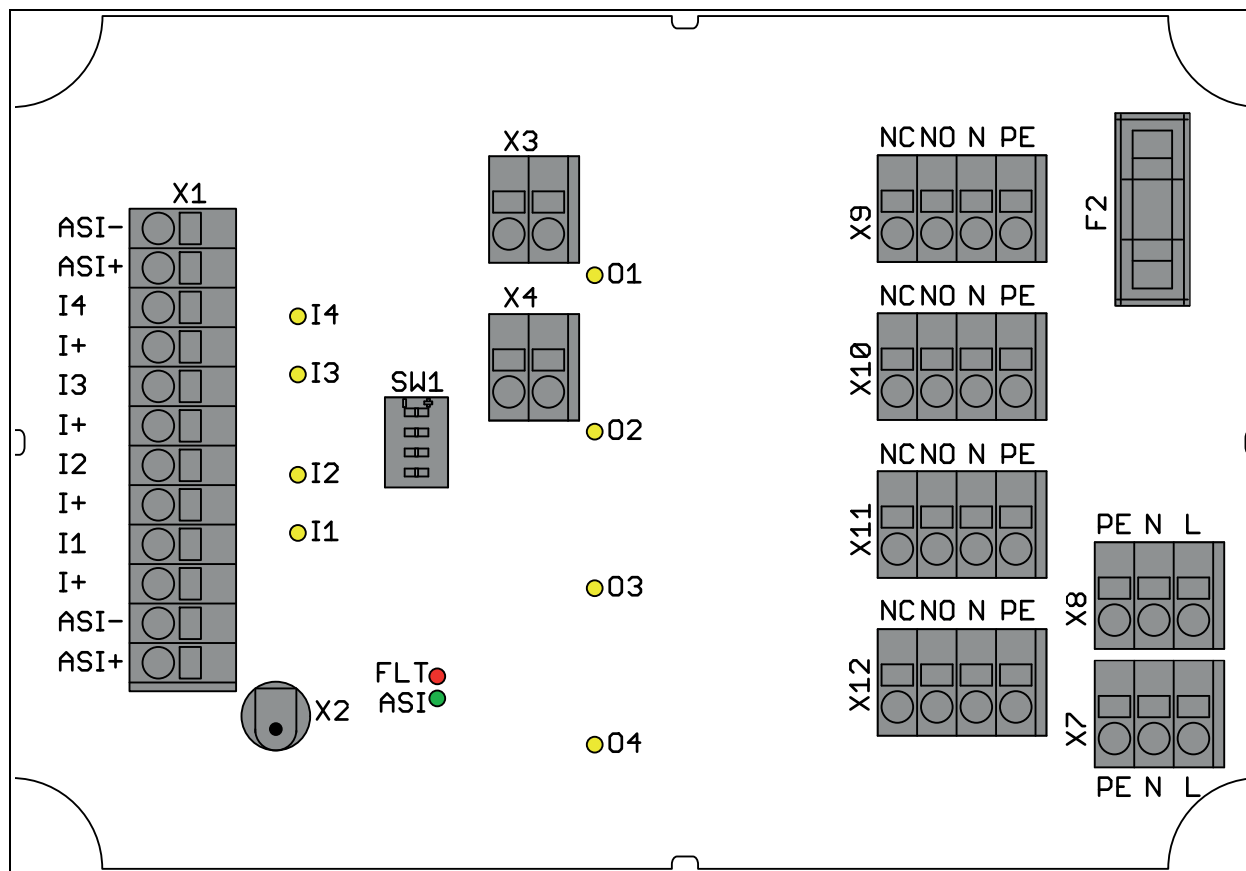 X1
ASI-
ASI+
I4
I+
I3
I+
I2
I+
I1
I+
ASI-
ASI+
I4
I3
I2
I1
X2
SW1
FLT
ASI
X3
O1
X4
O2
O3
O4
NC NO N PE
X9
NC NO N PE
X10
NC NO N PE
X11
NC NO N PE
X12
F2
PE N L
X8
X7
PE N L